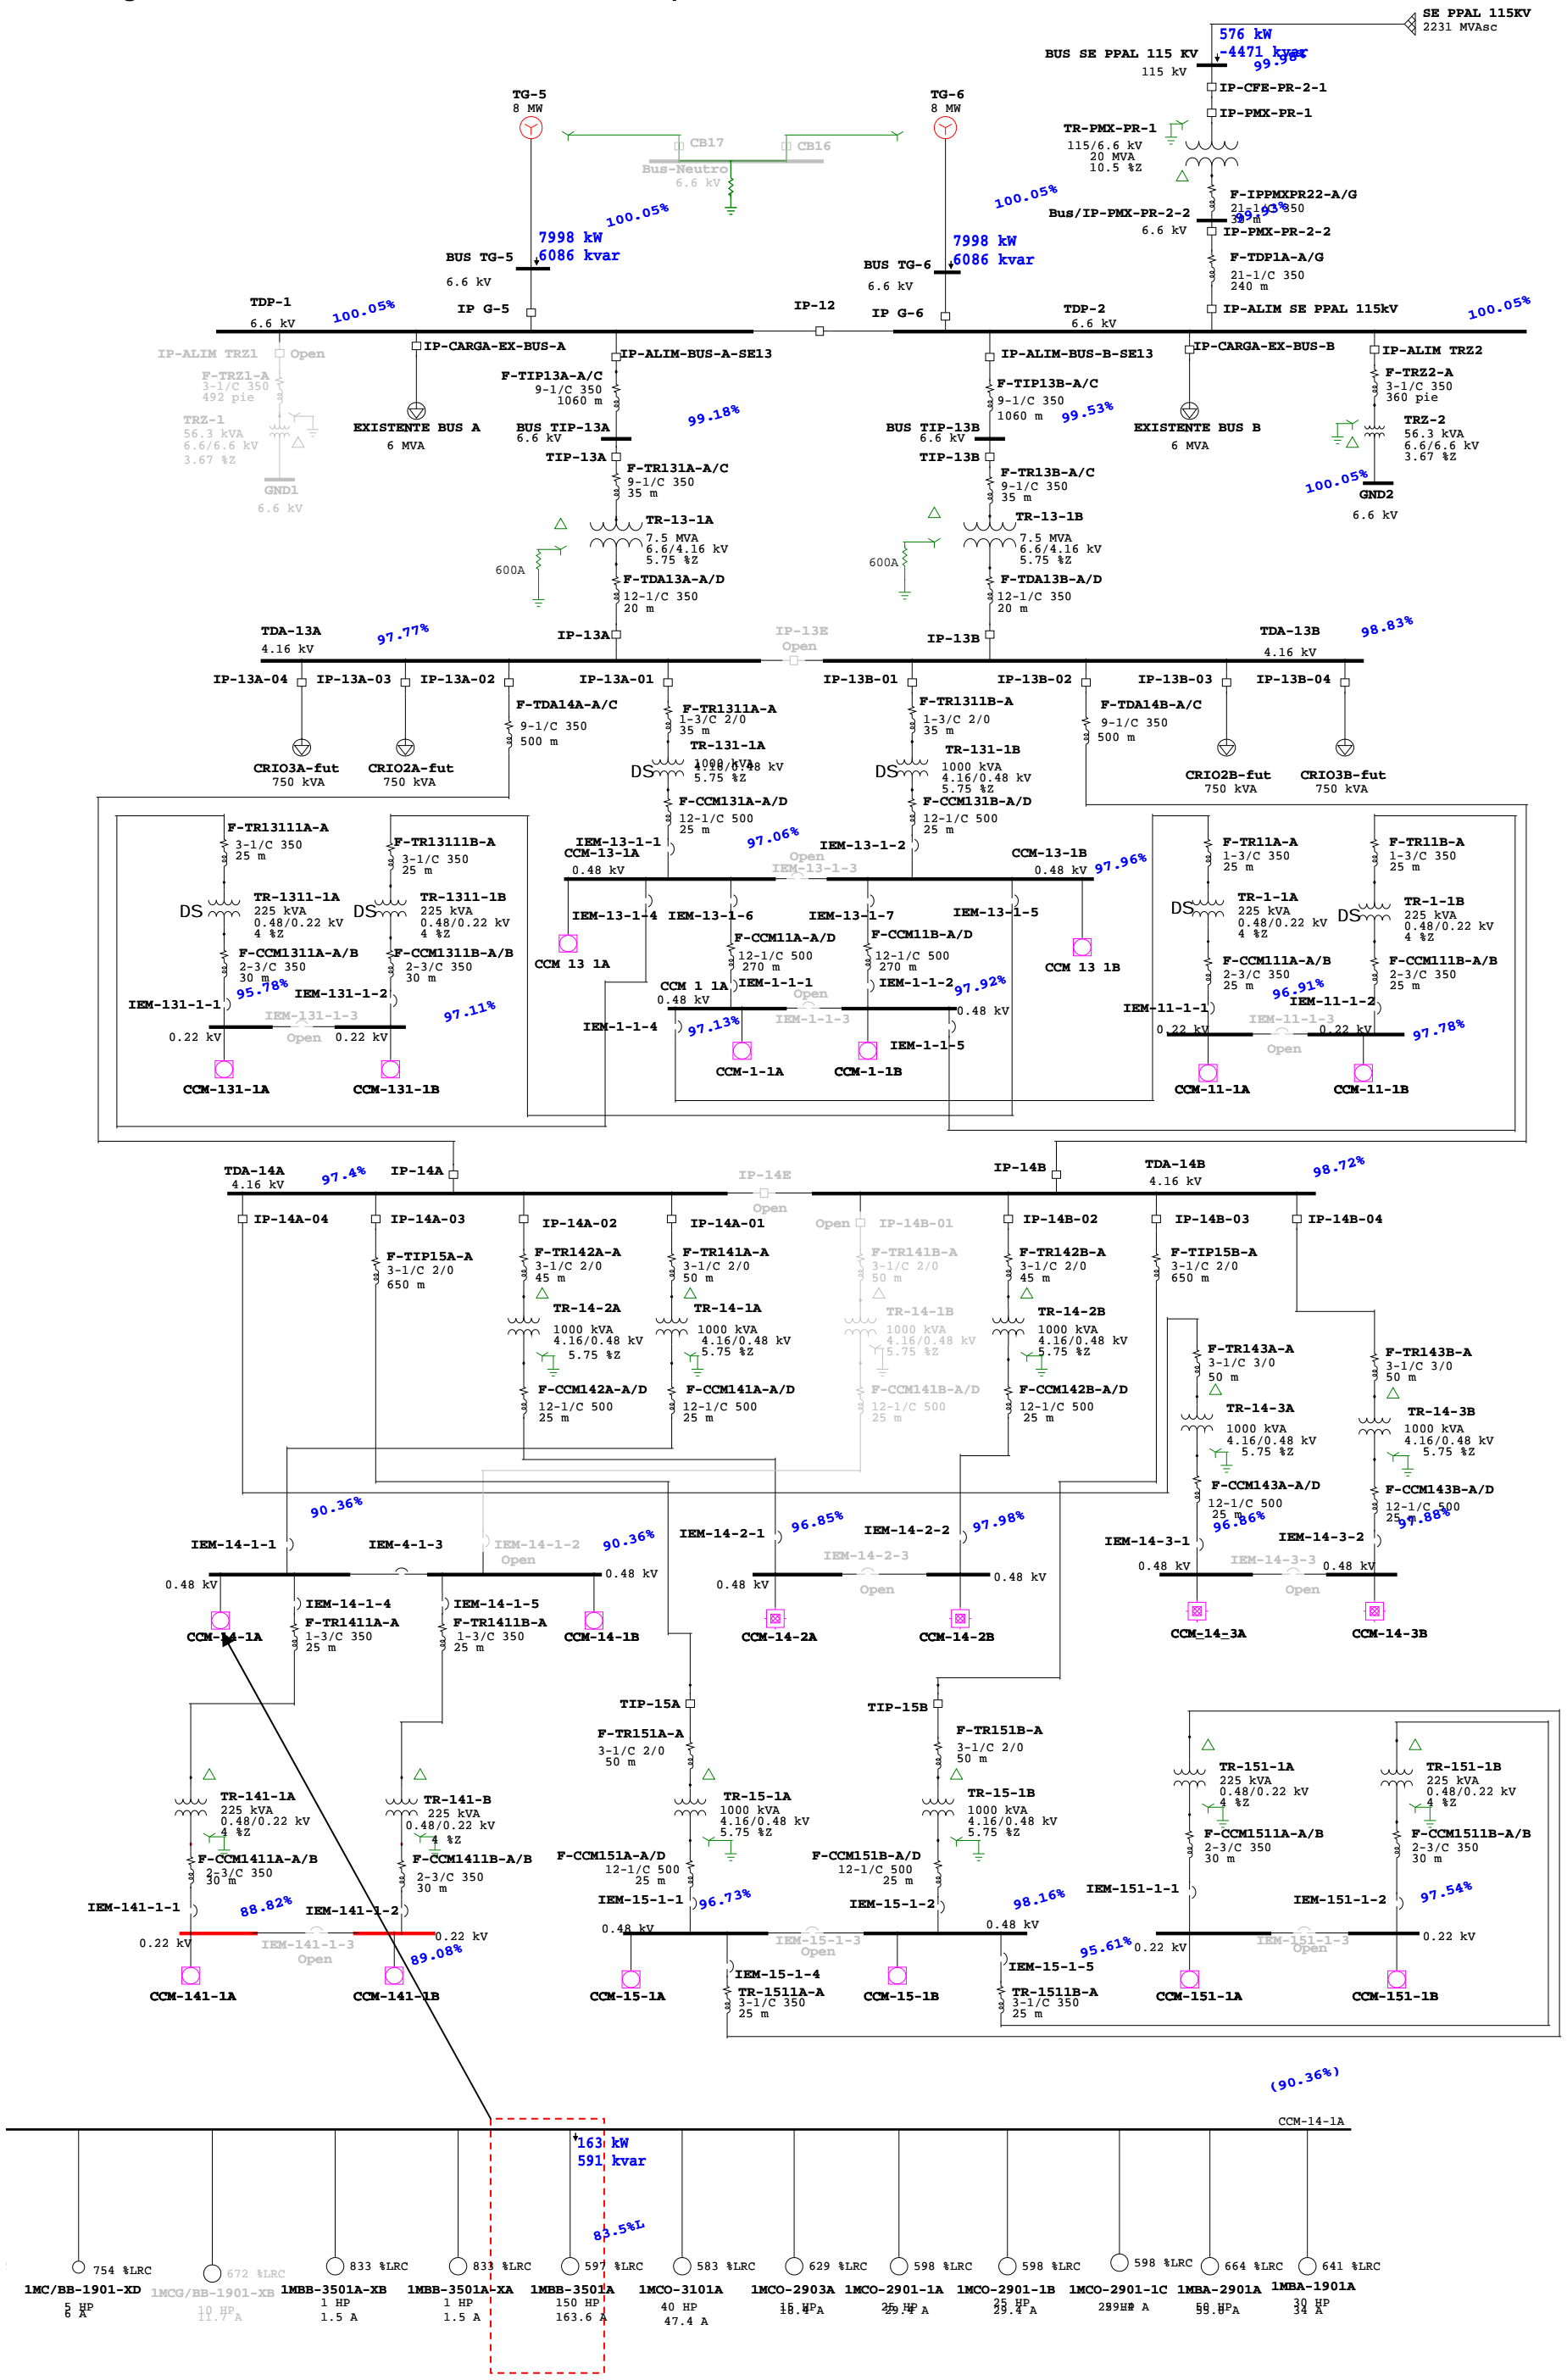 SE PPAL 115KV
2231 MVAsc
576 kW
-4471 kvar
99.98%
BUS SE PPAL 115 KV
115 kV
IP-CFE-PR-2-1
IP-PMX-PR-1
TG-5
8 MW
TG-6
8 MW
CB17
CB16
Bus-Neutro
6.6 kV
TR-PMX-PR-1
115/6.6 kV
20 MVA
10.5 %Z
F-IPPMXPR22-A/G
21-1/C 350
30 m
99.93%
Bus/IP-PMX-PR-2-2
6.6 kV
IP-PMX-PR-2-2
100.05%
100.05%
7998 kW
6086 kvar
7998 kW
6086 kvar
BUS TG-5
6.6 kV
BUS TG-6
6.6 kV
F-TDP1A-A/G
21-1/C 350
240 m
TDP-1
6.6 kV
100.05%
IP G-5
IP-12
IP G-6
TDP-2
6.6 kV
IP-ALIM SE PPAL 115kV
100.05%
IP-ALIM TRZ1
Open
IP-CARGA-EX-BUS-A
IP-ALIM-BUS-A-SE13
IP-ALIM-BUS-B-SE13
IP-CARGA-EX-BUS-B
IP-ALIM TRZ2
F-TRZ1-A
3-1/C 350
492 pie
F-TIP13A-A/C
9-1/C 350
1060 m
F-TIP13B-A/C
9-1/C 350
1060 m
F-TRZ2-A
3-1/C 350
360 pie
TRZ-1
56.3 kVA
6.6/6.6 kV
3.67 %Z
EXISTENTE BUS A
6 MVA
BUS TIP-13A
6.6 kV
99.18%
BUS TIP-13B
6.6 kV
99.53%
EXISTENTE BUS B
6 MVA
TRZ-2
56.3 kVA
6.6/6.6 kV
3.67 %Z
TIP-13A
TIP-13B
F-TR131A-A/C
9-1/C 350
35 m
F-TR13B-A/C
9-1/C 350
35 m
GND1
6.6 kV
100.05%
GND2
6.6 kV
TR-13-1A
7.5 MVA
6.6/4.16 kV
5.75 %Z
600A
TR-13-1B
7.5 MVA
6.6/4.16 kV
5.75 %Z
600A
F-TDA13A-A/D
12-1/C 350
20 m
F-TDA13B-A/D
12-1/C 350
20 m
TDA-13A
4.16 kV
97.77%
IP-13A
IP-13E
Open
IP-13B
TDA-13B
4.16 kV
98.83%
IP-13A-04
IP-13A-03
IP-13A-02
IP-13A-01
IP-13B-01
IP-13B-02
IP-13B-03
IP-13B-04
F-TDA14A-A/C
9-1/C 350
500 m
F-TR1311A-A
1-3/C 2/0
35 m
F-TR1311B-A
1-3/C 2/0
35 m
F-TDA14B-A/C
9-1/C 350
500 m
CRIO3A-fut
750 kVA
CRIO2A-fut
750 kVA
DS
TR-131-1A
1000 kVA
4.16/0.48 kV
5.75 %Z
DS
TR-131-1B
1000 kVA
4.16/0.48 kV
5.75 %Z
CRIO2B-fut
750 kVA
CRIO3B-fut
750 kVA
F-CCM131A-A/D
12-1/C 500
25 m
F-CCM131B-A/D
12-1/C 500
25 m
IEM-13-1-1
CCM-13-1A
0.48 kV
97.06%
Open
IEM-13-1-3
IEM-13-1-2
CCM-13-1B
0.48 kV
97.96%
F-TR13111A-A
3-1/C 350
25 m
F-TR13111B-A
3-1/C 350
25 m
F-TR11A-A
1-3/C 350
25 m
F-TR11B-A
1-3/C 350
25 m
DS
TR-1311-1A
225 kVA
0.48/0.22 kV
4 %Z
DS
TR-1311-1B
225 kVA
0.48/0.22 kV
4 %Z
IEM-13-1-4
IEM-13-1-6
IEM-13-1-7
IEM-13-1-5
DS
TR-1-1A
225 kVA
0.48/0.22 kV
4 %Z
DS
TR-1-1B
225 kVA
0.48/0.22 kV
4 %Z
CCM 13 1A
F-CCM11A-A/D
12-1/C 500
270 m
F-CCM11B-A/D
12-1/C 500
270 m
CCM 13 1B
F-CCM1311A-A/B
2-3/C 350
30 m
F-CCM1311B-A/B
2-3/C 350
30 m
F-CCM111A-A/B
2-3/C 350
25 m
F-CCM111B-A/B
2-3/C 350
25 m
IEM-131-1-1
95.78%
IEM-131-1-2
97.11%
IEM-131-1-3
Open
0.22 kV
0.22 kV
CCM 1 1A
0.48 kV
IEM-1-1-1
Open
IEM-1-1-3
IEM-1-1-2
97.92%
0.48 kV
IEM-1-1-4
97.13%
IEM-1-1-5
IEM-11-1-1
96.91%
IEM-11-1-2
0.22 kV
IEM-11-1-3
Open
0.22 kV
97.78%
CCM-131-1A
CCM-131-1B
CCM-1-1A
CCM-1-1B
CCM-11-1A
CCM-11-1B
TDA-14A
4.16 kV
97.4%
IP-14A
IP-14E
Open
IP-14B
TDA-14B
4.16 kV
98.72%
IP-14A-04
IP-14A-03
IP-14A-02
IP-14A-01
Open
IP-14B-01
IP-14B-02
IP-14B-03
IP-14B-04
F-TIP15A-A
3-1/C 2/0
650 m
F-TR142A-A
3-1/C 2/0
45 m
F-TR141A-A
3-1/C 2/0
50 m
F-TR141B-A
3-1/C 2/0
50 m
F-TR142B-A
3-1/C 2/0
45 m
F-TIP15B-A
3-1/C 2/0
650 m
TR-14-2A
1000 kVA
4.16/0.48 kV
5.75 %Z
TR-14-1A
1000 kVA
4.16/0.48 kV
5.75 %Z
TR-14-1B
1000 kVA
4.16/0.48 kV
5.75 %Z
TR-14-2B
1000 kVA
4.16/0.48 kV
5.75 %Z
F-TR143A-A
3-1/C 3/0
50 m
F-TR143B-A
3-1/C 3/0
50 m
F-CCM142A-A/D
12-1/C 500
25 m
F-CCM141A-A/D
12-1/C 500
25 m
F-CCM141B-A/D
12-1/C 500
25 m
F-CCM142B-A/D
12-1/C 500
25 m
TR-14-3A
1000 kVA
4.16/0.48 kV
5.75 %Z
TR-14-3B
1000 kVA
4.16/0.48 kV
5.75 %Z
F-CCM143A-A/D
12-1/C 500
25 m
96.86%
F-CCM143B-A/D
12-1/C 500
25 m
97.88%
90.36%
IEM-14-1-1
IEM-4-1-3
IEM-14-1-2
Open
90.36%
IEM-14-2-1
96.85%
IEM-14-2-2
97.98%
IEM-14-2-3
Open
IEM-14-3-1
IEM-14-3-2
IEM-14-3-3
Open
0.48 kV
0.48 kV
0.48 kV
0.48 kV
0.48 kV
0.48 kV
IEM-14-1-4
F-TR1411A-A
1-3/C 350
25 m
IEM-14-1-5
F-TR1411B-A
1-3/C 350
25 m
CCM-14-1A
CCM-14-1B
CCM-14-2A
CCM-14-2B
CCM_14_3A
CCM-14-3B
TIP-15A
TIP-15B
F-TR151A-A
3-1/C 2/0
50 m
F-TR151B-A
3-1/C 2/0
50 m
TR-141-1A
225 kVA
0.48/0.22 kV
4 %Z
TR-141-B
225 kVA
0.48/0.22 kV
4 %Z
TR-15-1A
1000 kVA
4.16/0.48 kV
5.75 %Z
TR-15-1B
1000 kVA
4.16/0.48 kV
5.75 %Z
TR-151-1A
225 kVA
0.48/0.22 kV
4 %Z
TR-151-1B
225 kVA
0.48/0.22 kV
4 %Z
F-CCM1411A-A/B
2-3/C 350
30 m
F-CCM1411B-A/B
2-3/C 350
30 m
F-CCM151A-A/D
12-1/C 500
25 m
F-CCM151B-A/D
12-1/C 500
25 m
F-CCM1511A-A/B
2-3/C 350
30 m
F-CCM1511B-A/B
2-3/C 350
30 m
IEM-141-1-1
88.82%
IEM-141-1-2
IEM-15-1-1
96.73%
IEM-15-1-2
98.16%
IEM-151-1-1
IEM-151-1-2
97.54%
0.22 kV
IEM-141-1-3
Open
0.22 kV
89.08%
0.48 kV
IEM-15-1-3
Open
0.48 kV
95.61%
0.22 kV
IEM-151-1-3
Open
0.22 kV
IEM-15-1-4
TR-1511A-A
3-1/C 350
25 m
IEM-15-1-5
TR-1511B-A
3-1/C 350
25 m
CCM-141-1A
CCM-141-1B
CCM-15-1A
CCM-15-1B
CCM-151-1A
CCM-151-1B
(90.36%)
CCM-14-1A
163 kW
591 kvar
83.5%L
754 %LRC
672 %LRC
833 %LRC
833 %LRC
597 %LRC
583 %LRC
629 %LRC
598 %LRC
598 %LRC
598 %LRC
664 %LRC
641 %LRC
1MC/BB-1901-XD
5 HP
6 A
1MCG/BB-1901-XB
10 HP
11.7 A
1MBB-3501A-XB
1 HP
1.5 A
1MBB-3501A-XA
1 HP
1.5 A
1MBB-3501A
150 HP
163.6 A
1MCO-3101A
40 HP
47.4 A
1MCO-2903A
15 HP
18.4 A
1MCO-2901-1A
25 HP
29.4 A
1MCO-2901-1B
25 HP
29.4 A
1MCO-2901-1C
1MBA-2901A
50 HP
1MBA-1901A
30 HP
34 A